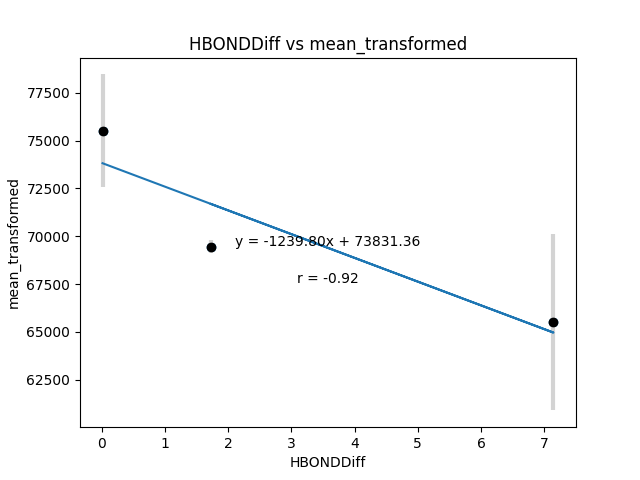 HBONDDiff vs mean_transformed
mean_transformed
77500
75000
72500
70000
67500
65000
62500
y = -1239.80x + 73831.36
r = -0.92
0 1 2 3 4 5 6 7
HBONDDiff